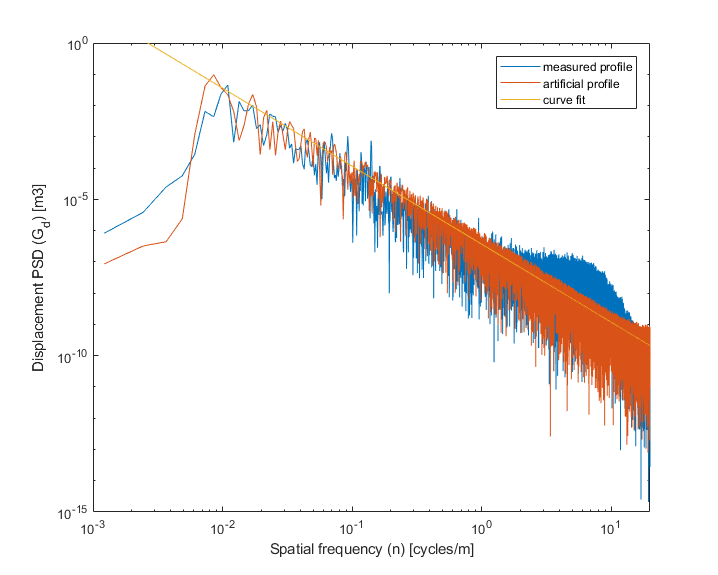 measured profile
artificial profile
curve fit
10^0
10^-5
10^-10
10^-15
Displacement PSD (G_d) [m3]
10^-3 10^-2 10^-1 10^0 10^1
Spatial frequency (n) [cycles/m]